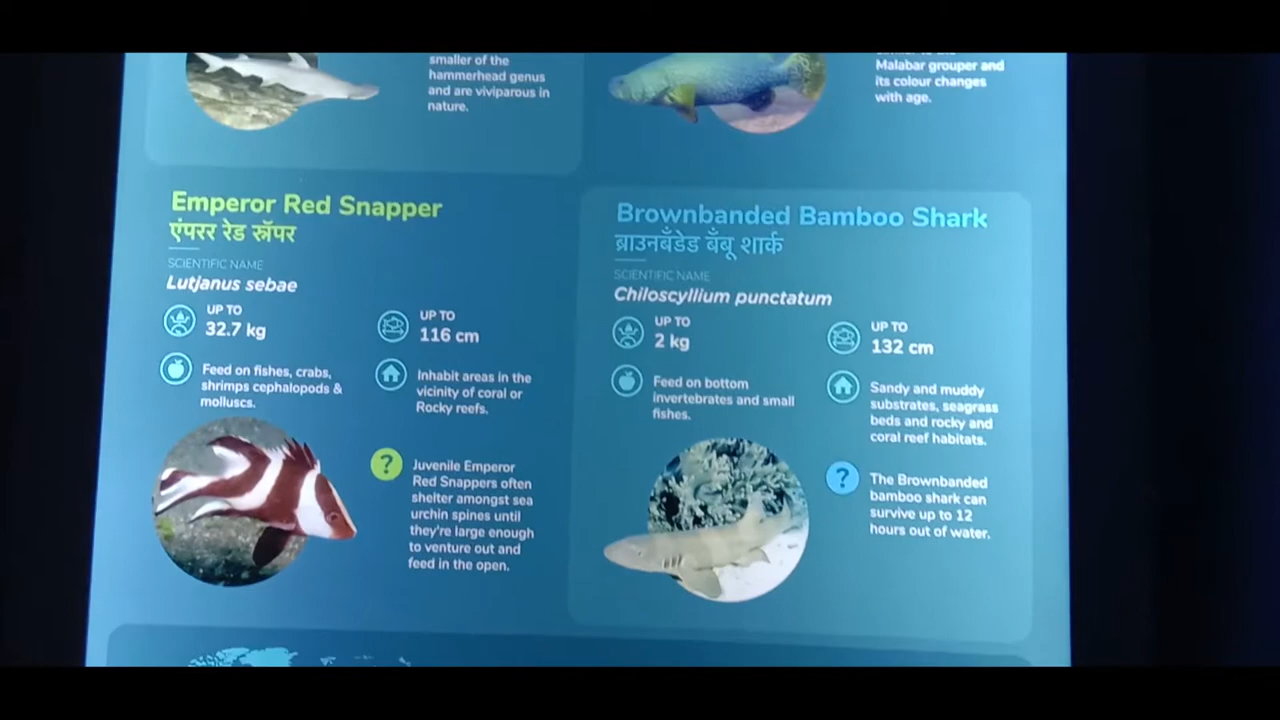 smaller of the
hammerhead genus
and are viviparous in
nature.
Malabar grouper and
its colour changes
with age.
Emperor Red Snapper
एंपरर रेड स्नॅपर
SCIENTIFIC NAME
Lutjanus sebae
UP TO
32.7 kg
UP TO
116 cm
Feed on fishes, crabs,
shrimps cephalopods &
molluscs.
Inhabit areas in the
vicinity of coral or
Rocky reefs.
?
Juvenile Emperor
Red Snappers often
shelter amongst sea
urchin spines until
they're large enough
to venture out and
feed in the open.
Brownbanded Bamboo Shark
ब्राउनबँडेड बँबू शार्क
SCIENTIFIC NAME
Chiloscyllium punctatum
UP TO
2 kg
UP TO
132 cm
Feed on bottom
invertebrates and small
fishes.
Sandy and muddy
substrates, seagrass
beds and rocky and
coral reef habitats.
?
The Brownbanded
bamboo shark can
survive up to 12
hours out of water.